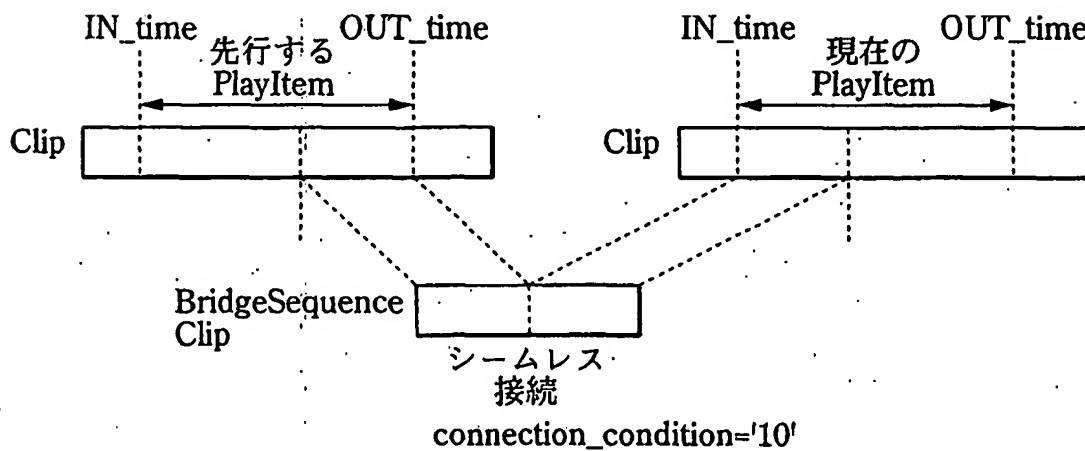 IN_time
OUT_time
先行する
PlayItem
Clip
IN_time
OUT_time
現在の
PlayItem
Clip
BridgeSequence
Clip
シームレス
接続
connection_condition='10'